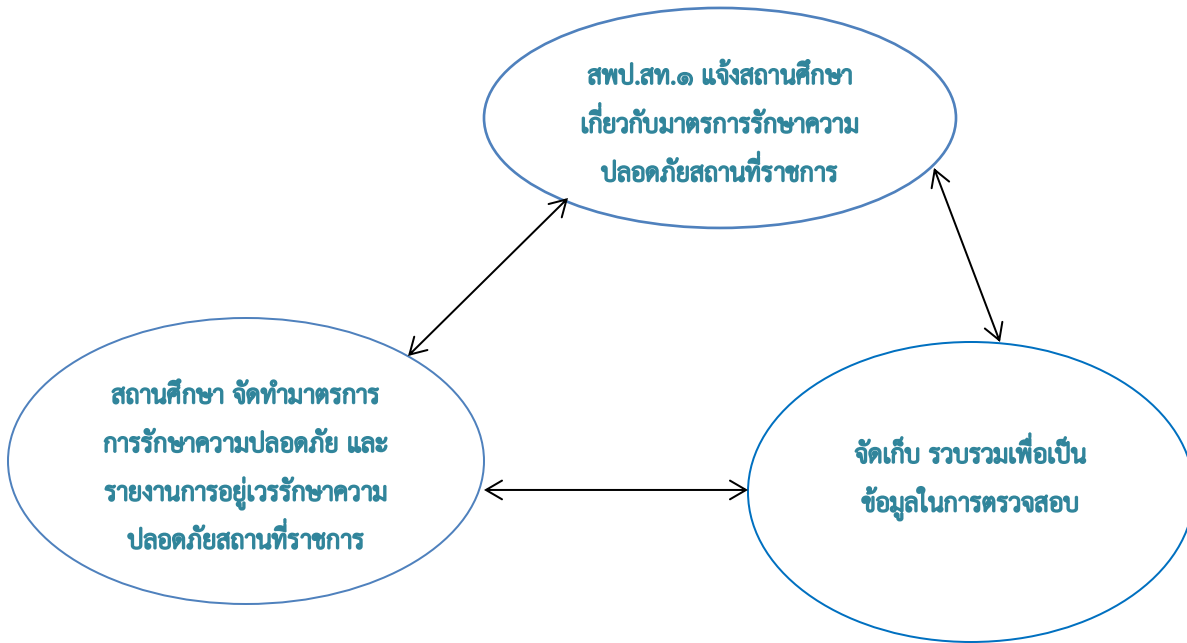 สพป.สท.๑ แจ้งสถานศึกษา
เกี่ยวกับมาตรการรักษาความ
ปลอดภัยสถานที่ราชการ
สถานศึกษา จัดทำมาตรการ
การรักษาความปลอดภัย และ
รายงานการอยู่เวรรักษาความ
ปลอดภัยสถานที่ราชการ
จัดเก็บ รวบรวมเพื่อเป็น
ข้อมูลในการตรวจสอบ